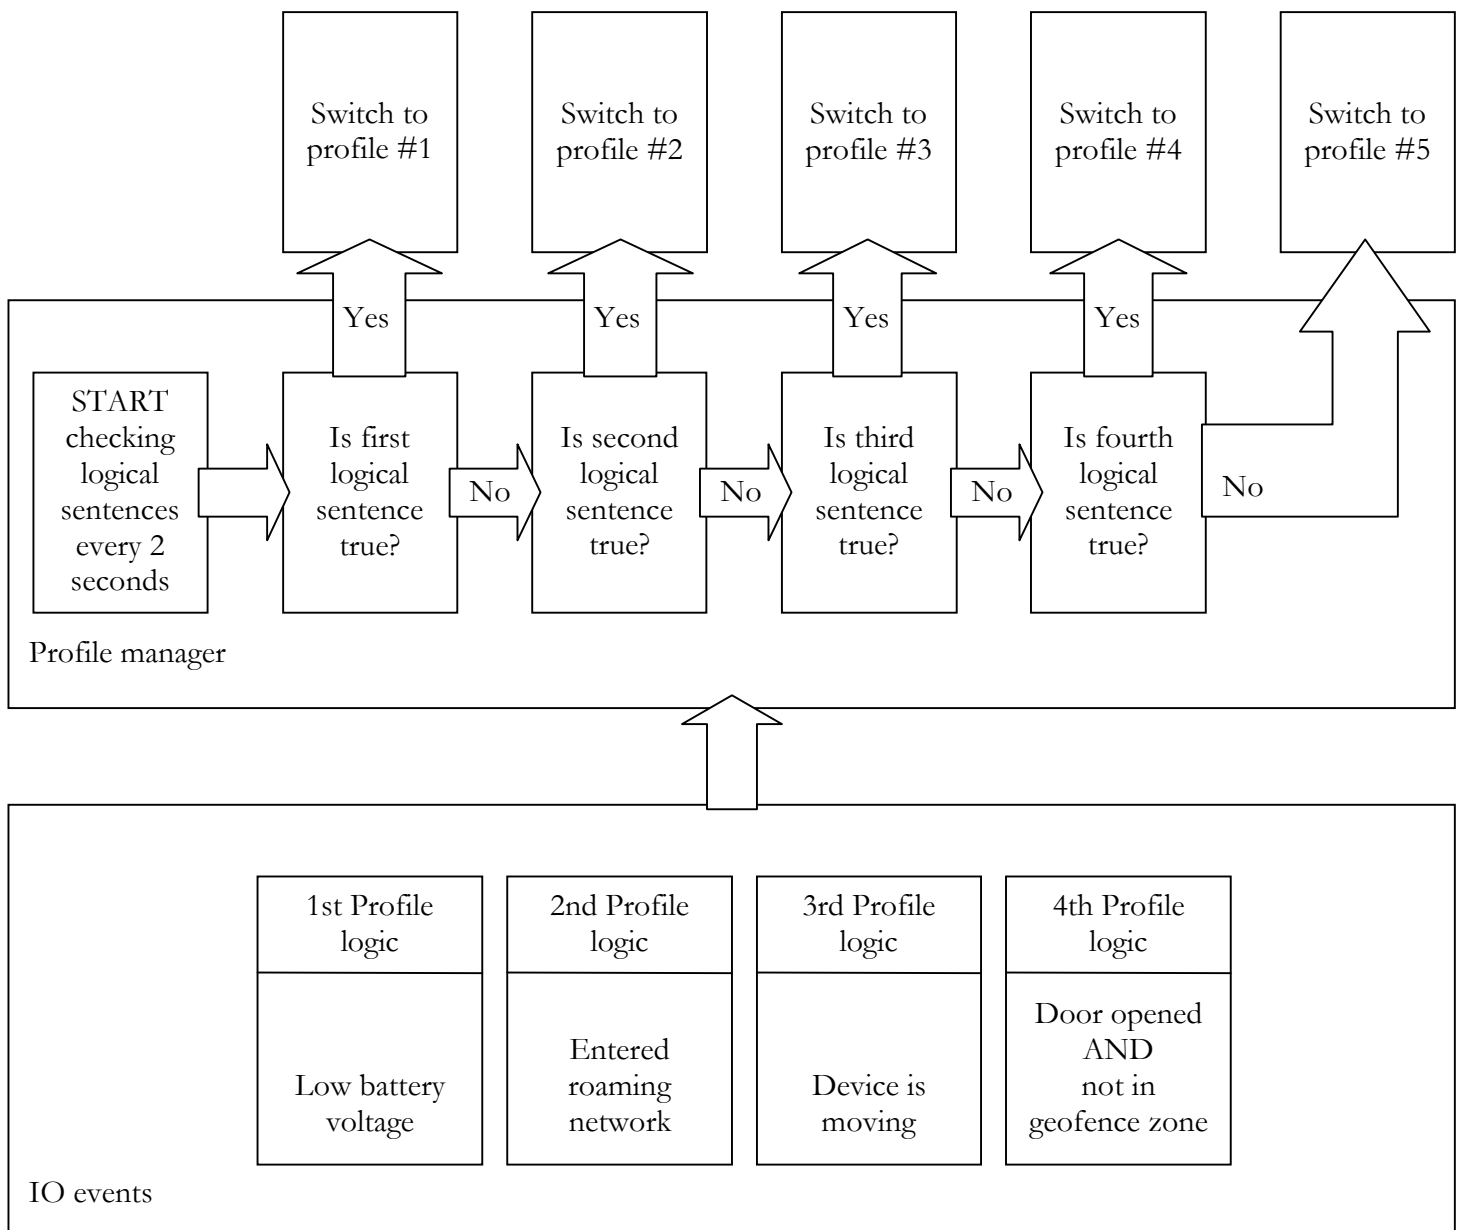 Switch to
profile #1
Switch to
profile #2
Switch to
profile #3
Switch to
profile #4
Switch to
profile #5
Yes
Yes
Yes
Yes
START
checking
logical
sentences
every 2
seconds
Is first
logical
sentence
true?
No
Is second
logical
sentence
true?
No
Is third
logical
sentence
true?
No
Is fourth
logical
sentence
true?
No
Profile manager
1st Profile
logic
Low battery
voltage
2nd Profile
logic
Entered
roaming
network
3rd Profile
logic
Device is
moving
4th Profile
logic
Door opened
AND
not in
geofence zone
IO events